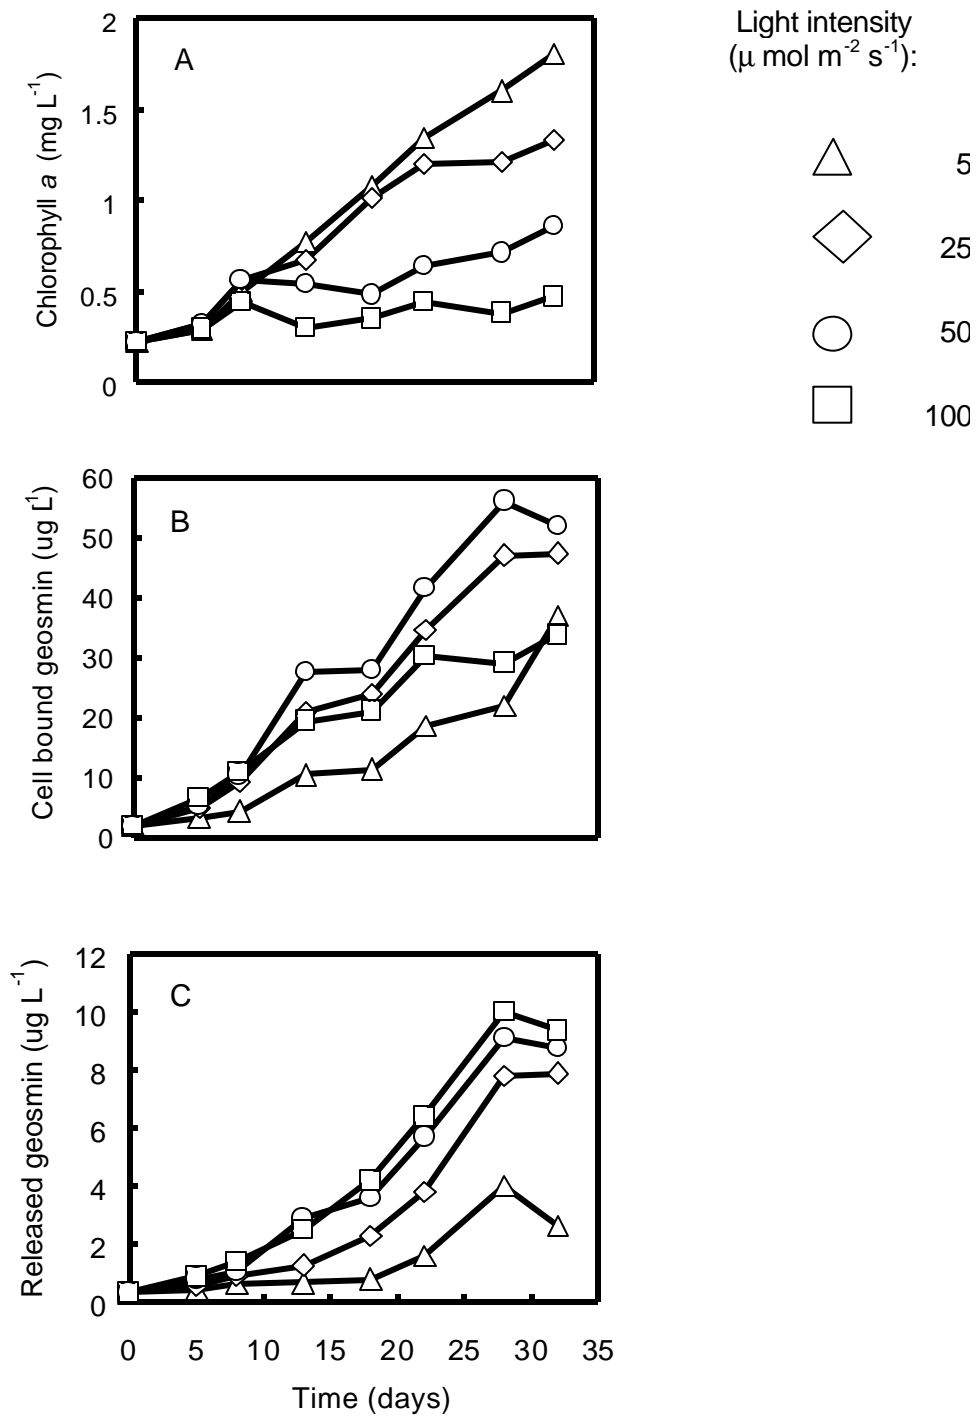 2
1.5
1
0.5
0
Chlorophyll a (mg L-1)
A
Light intensity
(μ mol m-2 s-1):
5
25
50
100
60
50
40
30
20
10
0
Cell bound geosmin (ug L1)
B
12
10
8
6
4
2
0
Released geosmin (ug L-1)
C
0 5 10 15 20 25 30 35
Time (days)